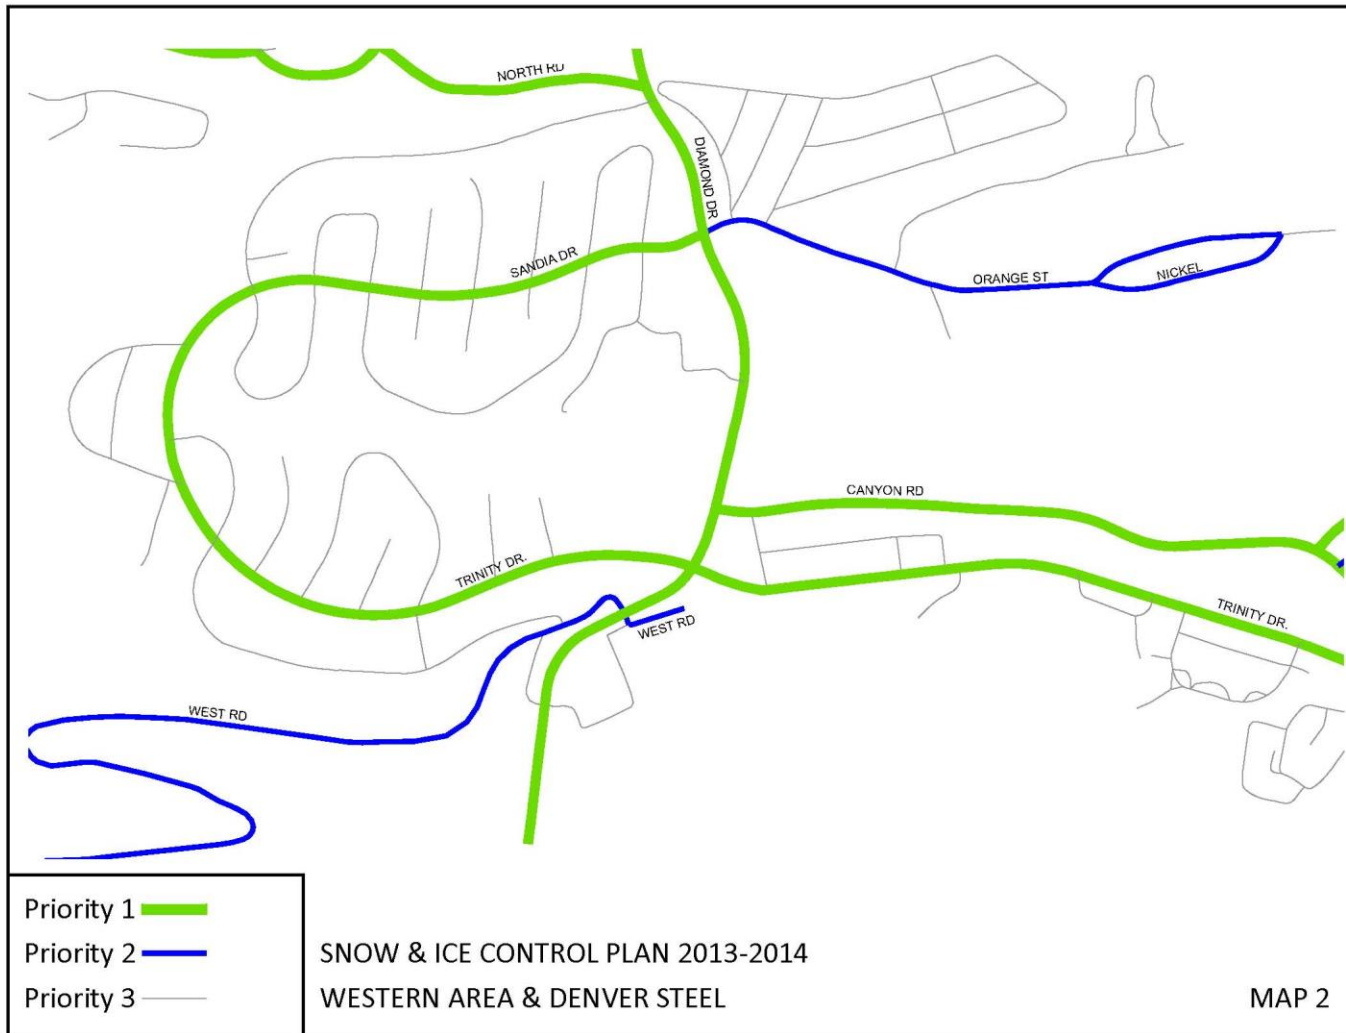 NORTH RD
DIAMOND DR
SANDIA DR
ORANGE ST
NICKEL
CANYON RD
TRINITY DR.
TRINITY DR.
WEST RD
WEST RD
Priority 1
Priority 2
Priority 3
SNOW & ICE CONTROL PLAN 2013-2014
WESTERN AREA & DENVER STEEL
MAP 2